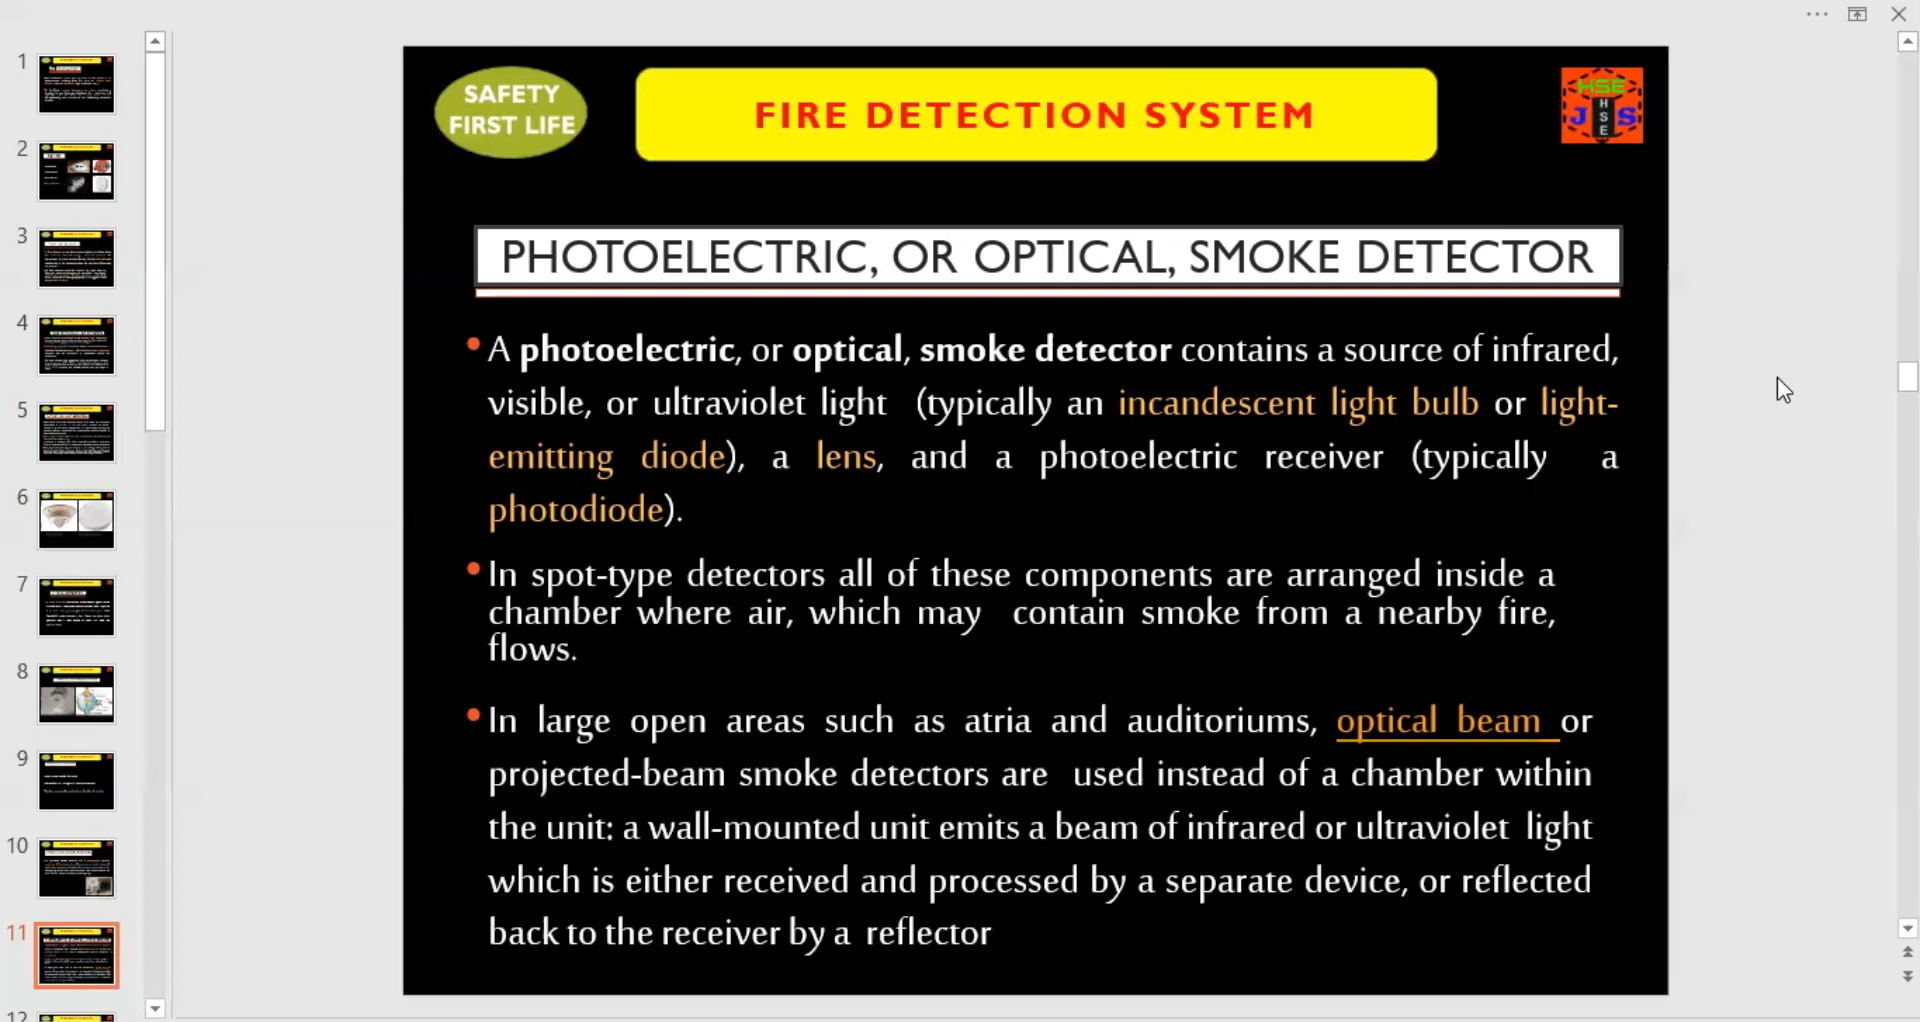 SAFETY
FIRST LIFE
FIRE DETECTION SYSTEM
HSE
J HSE S
PHOTOELECTRIC, OR OPTICAL, SMOKE DETECTOR
•A photoelectric, or optical, smoke detector contains a source of infrared,
visible, or ultraviolet light (typically an incandescent light bulb or light-
emitting diode), a lens, and a photoelectric receiver (typically a
photodiode).
•In spot-type detectors all of these components are arranged inside a
chamber where air, which may contain smoke from a nearby fire,
flows.
•In large open areas such as atria and auditoriums, optical beam or
projected-beam smoke detectors are used instead of a chamber within
the unit: a wall-mounted unit emits a beam of infrared or ultraviolet light
which is either received and processed by a separate device, or reflected
back to the receiver by a reflector
1
2
3
4
5
6
7
8
9
10
11
12